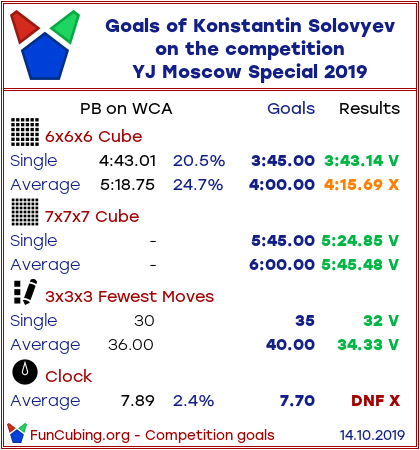 Goals of Konstantin Solovyev
on the competition
YJ Moscow Special 2019
PB on WCA Goals Results
6x6x6 Cube
Single 4:43.01 20.5% 3:45.00 3:43.14 V
Average 5:18.75 24.7% 4:00.00 4:15.69 X
7x7x7 Cube
Single - 5:45.00 5:24.85 V
Average - 6:00.00 5:45.48 V
3x3x3 Fewest Moves
Single 30 35 32 V
Average 36.00 40.00 34.33 V
Clock
Average 7.89 2.4% 7.70 DNF X
FunCubing.org - Competition goals 14.10.2019